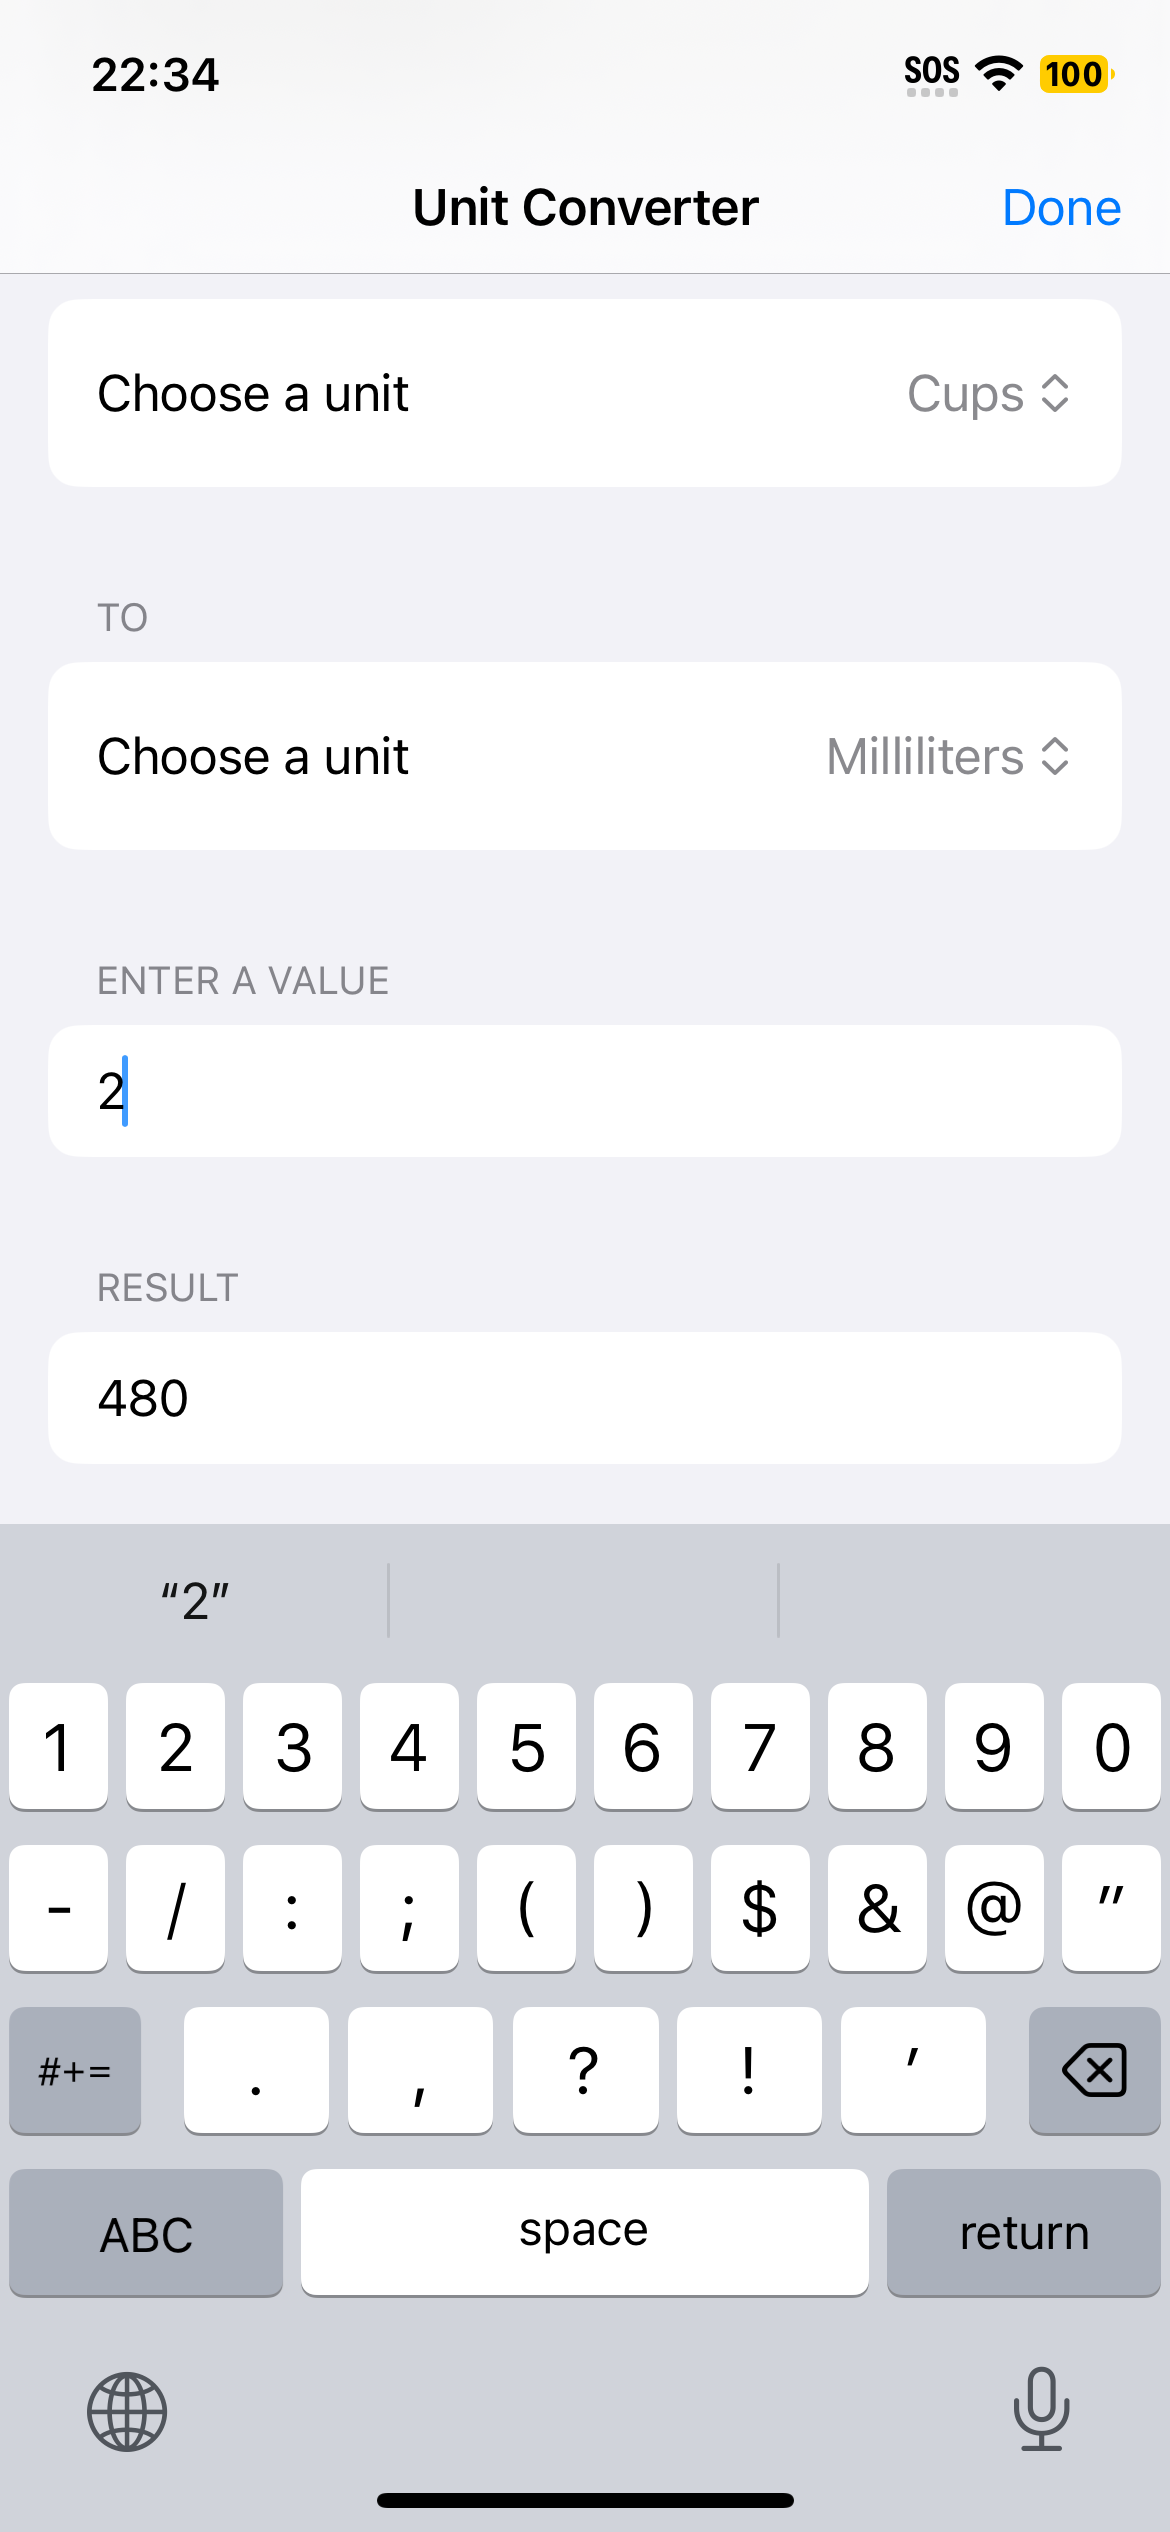 22:34 SOS 100
Unit Converter Done
Choose a unit Cups
TO
Choose a unit Milliliters
ENTER A VALUE
2
RESULT
480
“2”
1 2 3 4 5 6 7 8 9 0
- / : ; ( ) $ & @ "
#+= . , ? ! '
ABC space return